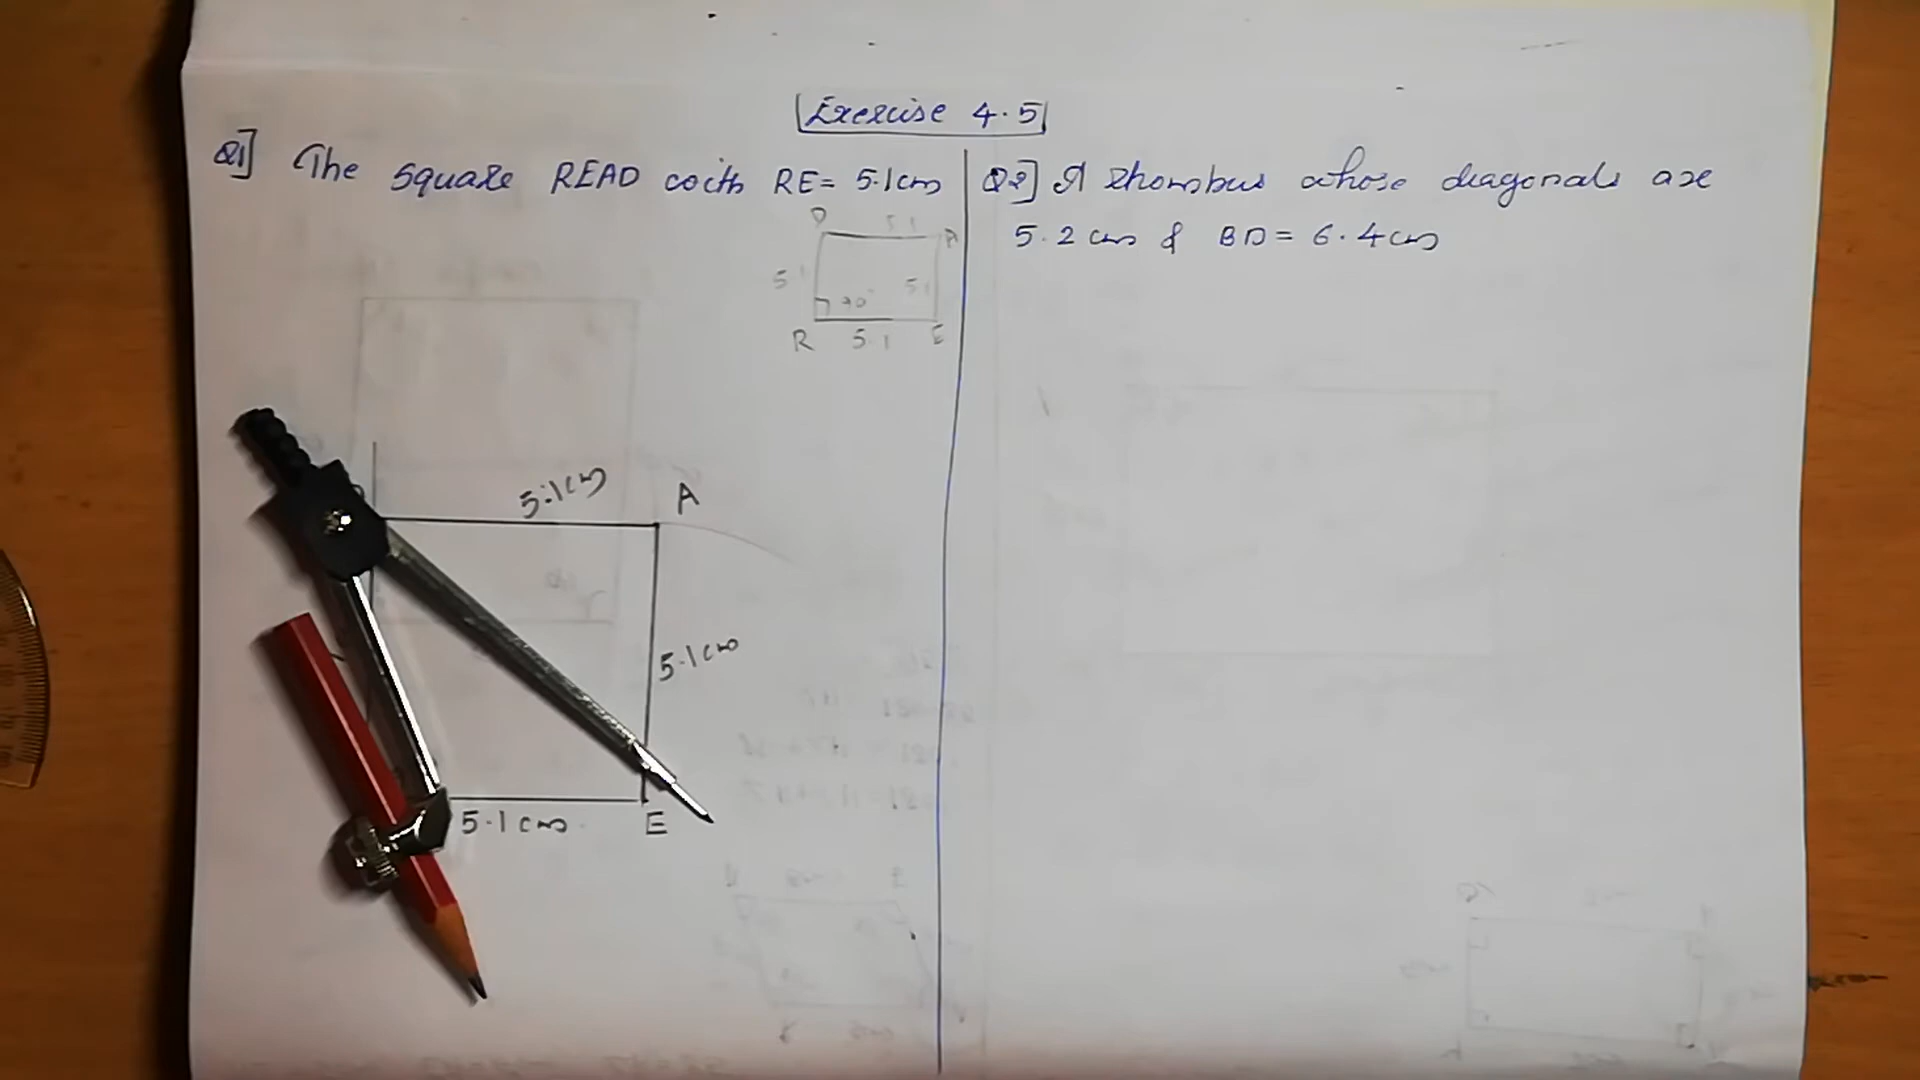 Exercise 4.5
Q1] The square READ with RE= 5.1cm
D 5.1 A
5.1 5.1
90°
R 5.1 E
5.1cm A
5.1cm
5.1cm E
Q2] A rhombus whose diagonals are
5.2 cm & BD= 6.4cm